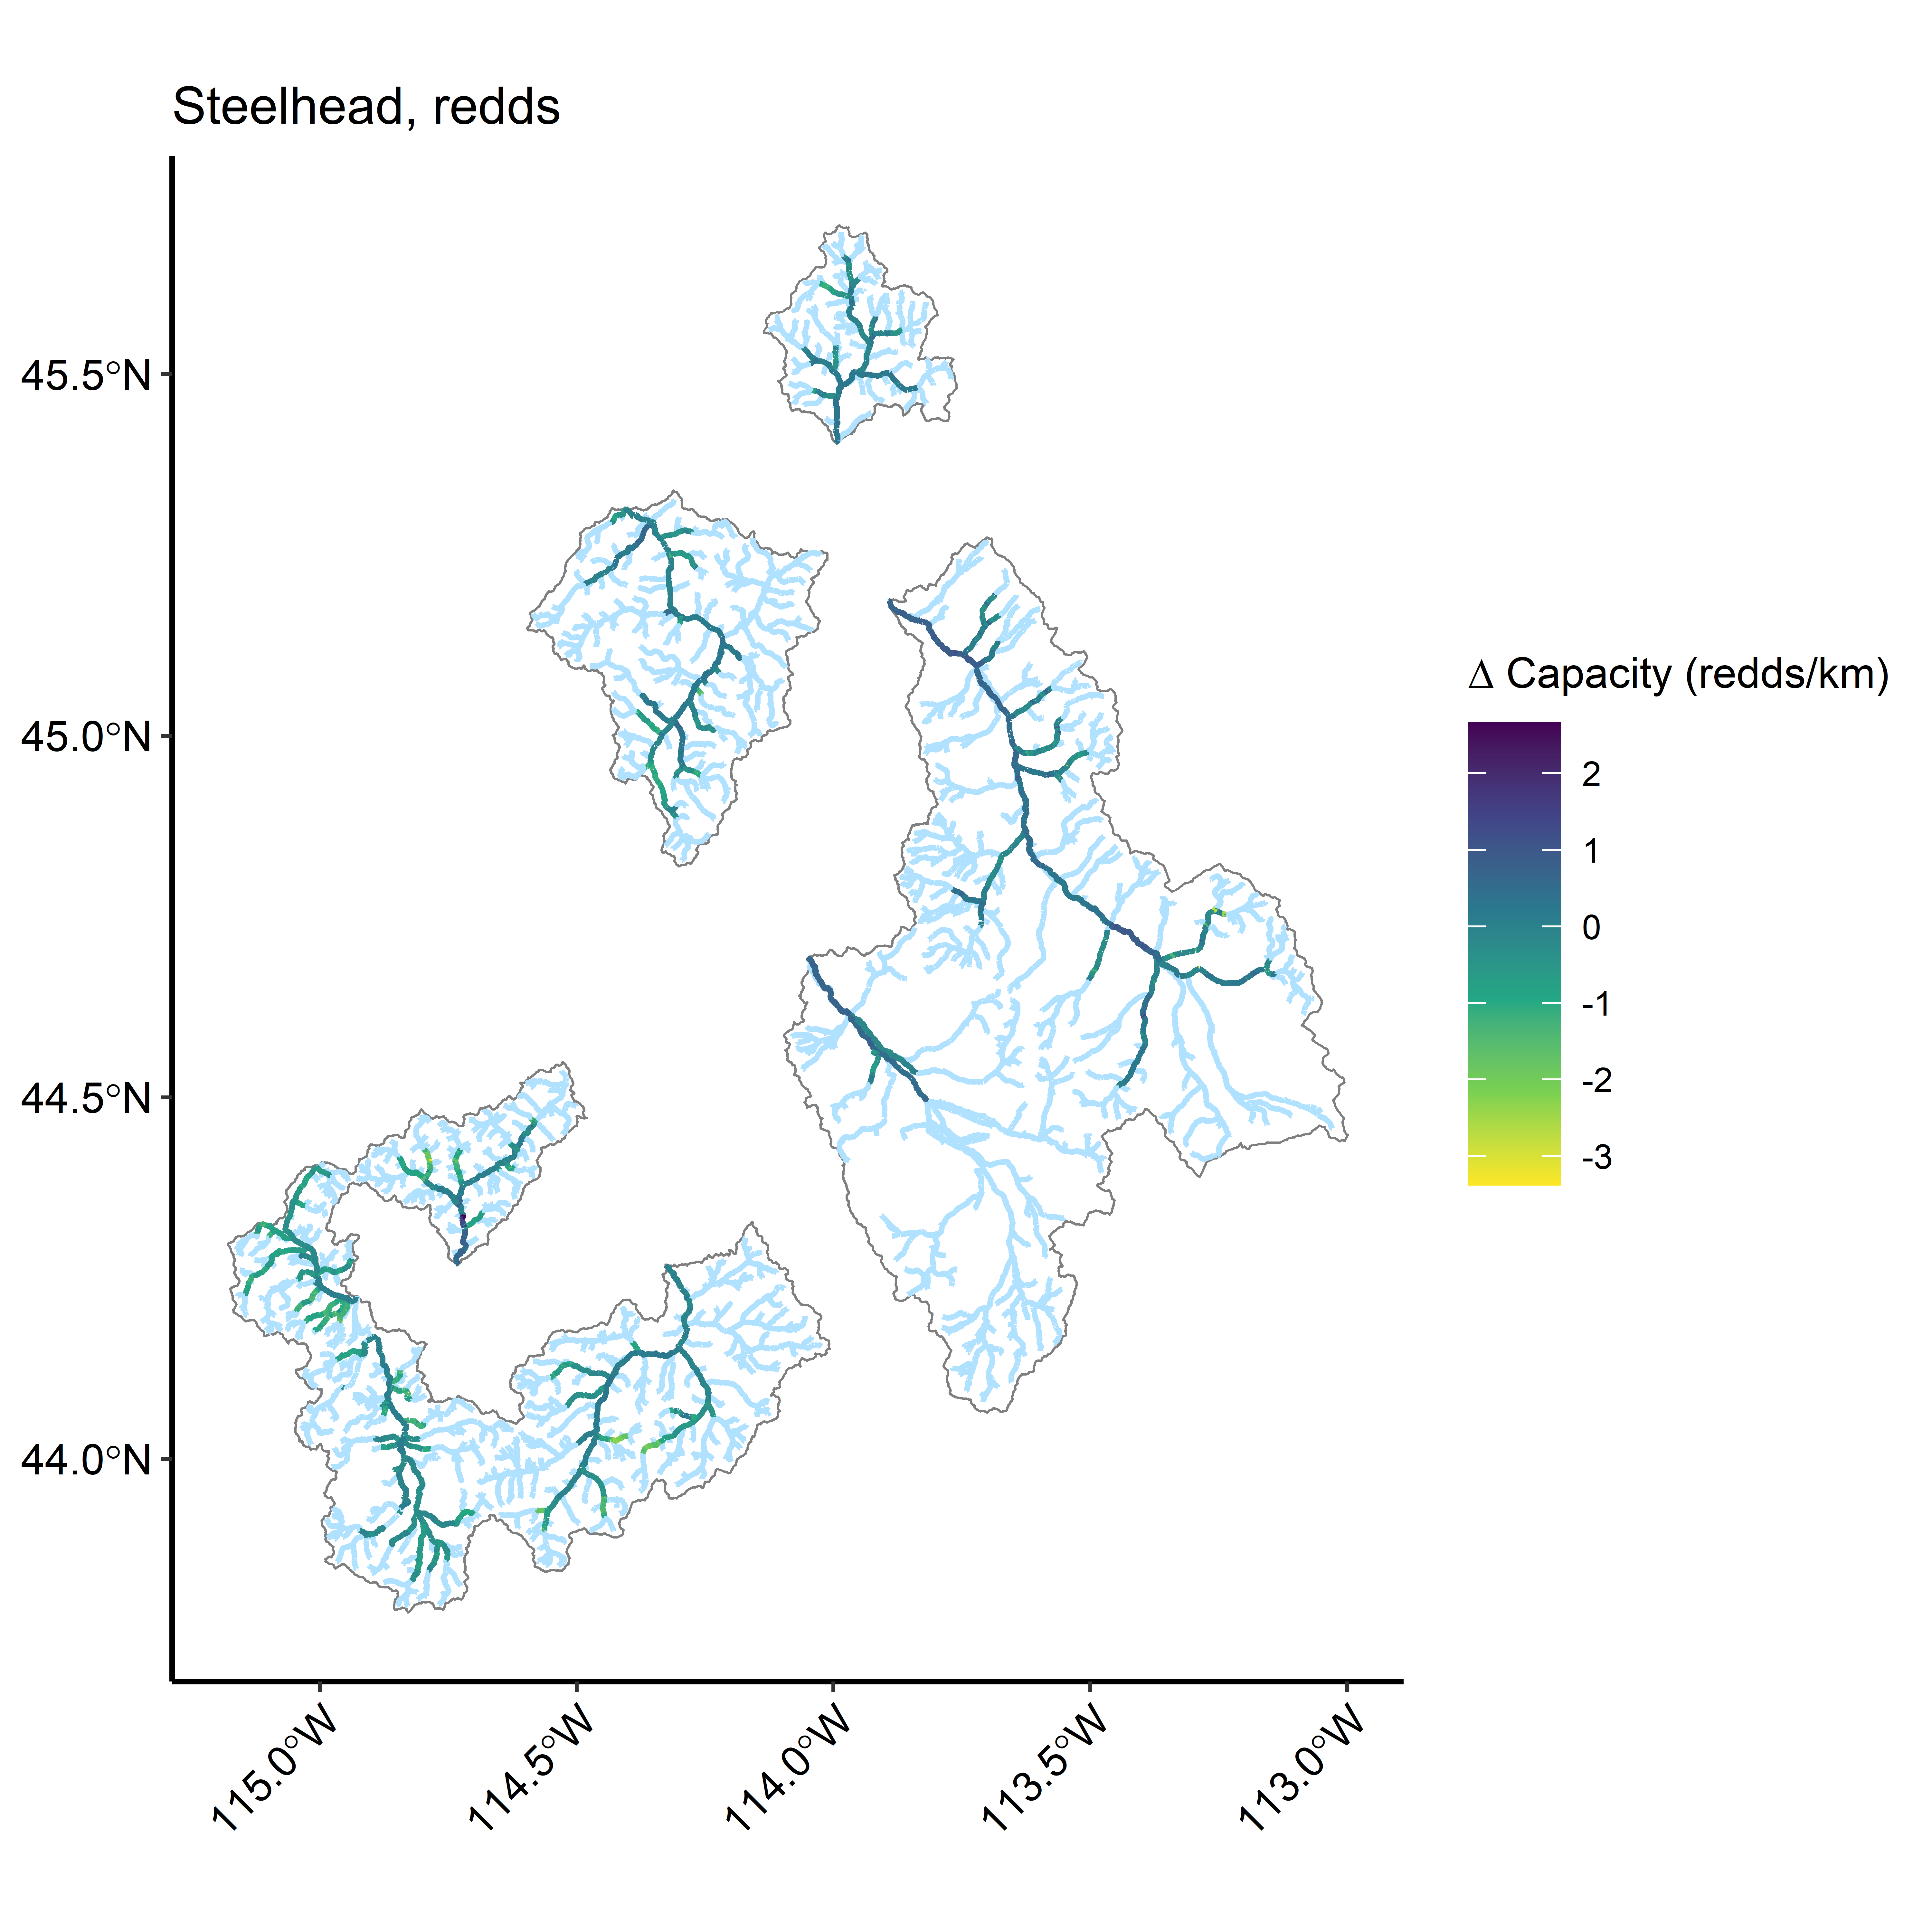 Steelhead, redds
45.5°N
45.0°N
44.5°N
44.0°N
115.0°W
114.5°W
114.0°W
113.5°W
113.0°W
Δ Capacity (redds/km)
2
1
0
-1
-2
-3